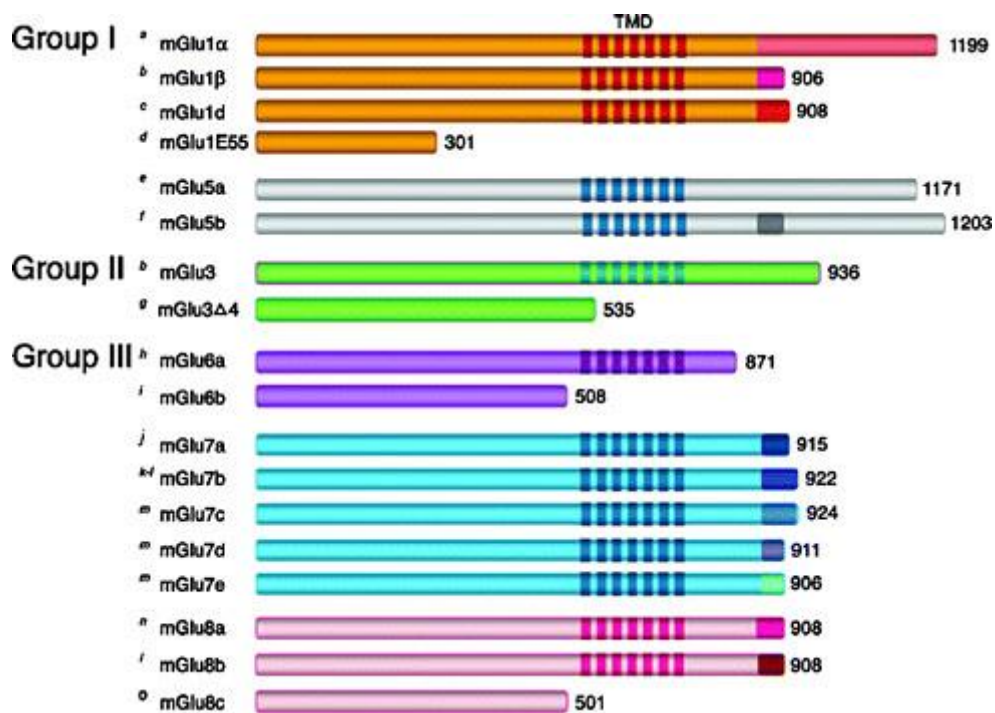 TMD
Group I a mGlu1α 1199
b mGlu1β 906
c mGlu1d 908
d mGlu1E55 301
e mGlu5a 1171
f mGlu5b 1203
Group II b mGlu3 936
g mGlu3Δ4 535
Group III h mGlu6a 871
i mGlu6b 508
j mGlu7a 915
k-l mGlu7b 922
m mGlu7c 924
m mGlu7d 911
m mGlu7e 906
n mGlu8a 908
i mGlu8b 908
o mGlu8c 501